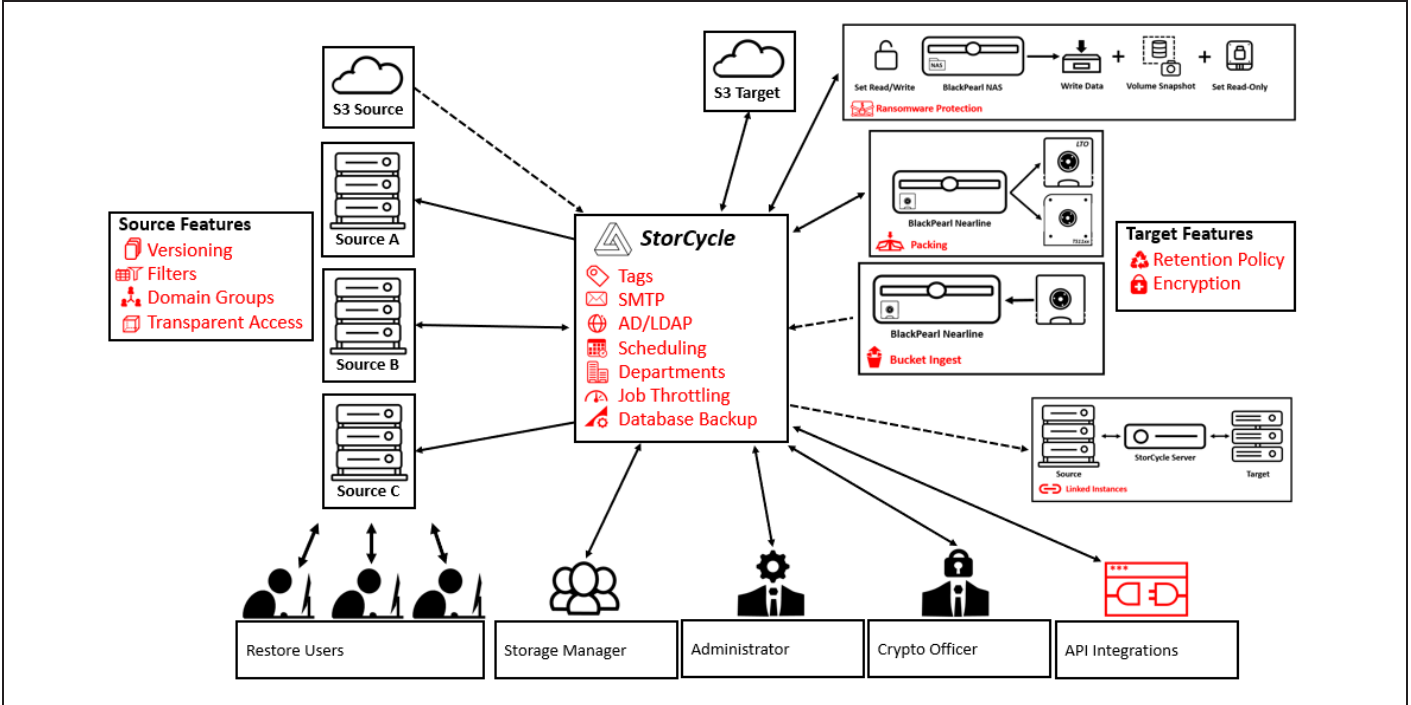 S3 Source
Source A
Source B
Source C
Source Features
Versioning
Filters
Domain Groups
Transparent Access
S3 Target
StorCycle
Tags
SMTP
AD/LDAP
Scheduling
Departments
Job Throttling
Database Backup
NAS
Set Read/Write
BlackPearl NAS
Write Data
Volume Snapshot
Set Read-Only
Ransomware Protection
LTO
BlackPearl Nearline
Packing
BlackPearl Nearline
Bucket Ingest
Target Features
Retention Policy
Encryption
StorCycle Server
Source
Target
Linked Instances
Restore Users
Storage Manager
Administrator
Crypto Officer
API Integrations